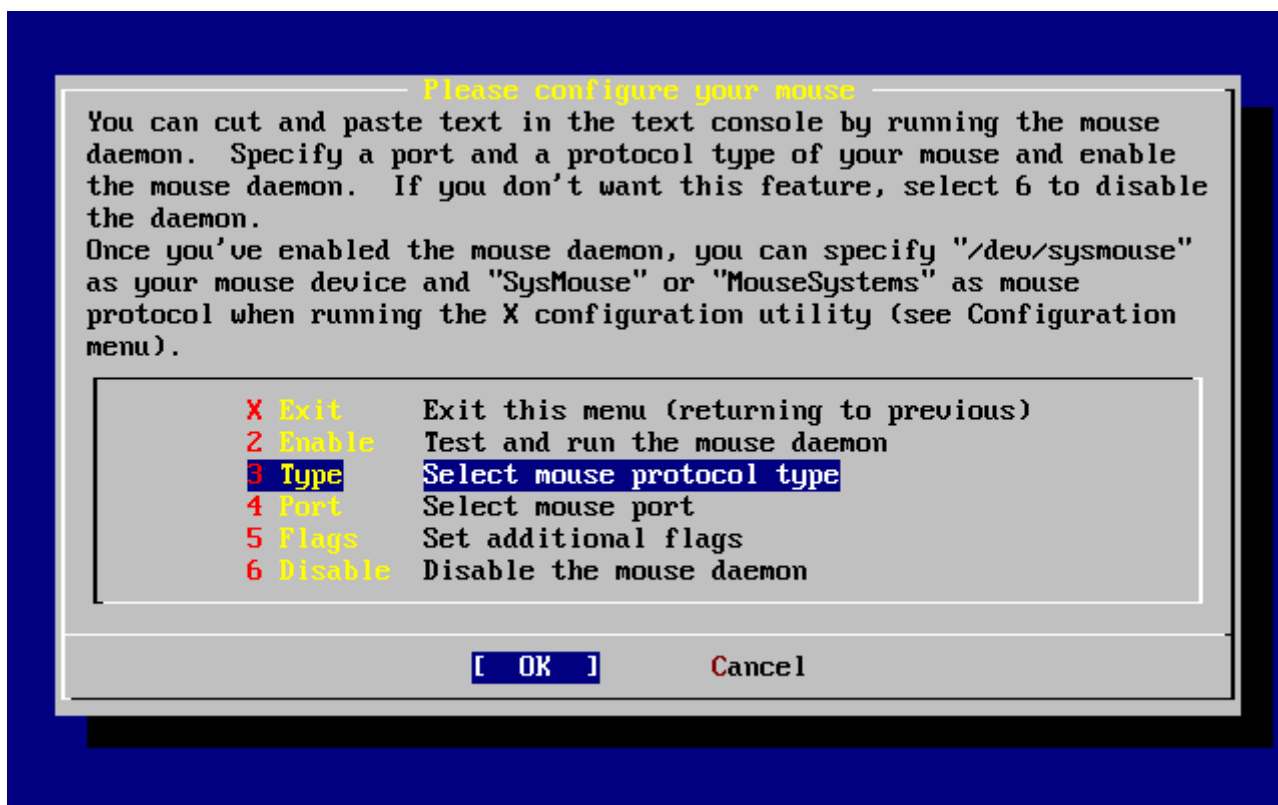 Please configure your mouse
You can cut and paste text in the text console by running the mouse
daemon.  Specify a port and a protocol type of your mouse and enable
the mouse daemon.  If you don't want this feature, select 6 to disable
the daemon.
Once you've enabled the mouse daemon, you can specify "/dev/sysmouse"
as your mouse device and "SysMouse" or "MouseSystems" as mouse
protocol when running the X configuration utility (see Configuration
menu).
X Exit     Exit this menu (returning to previous)
2 Enable   Test and run the mouse daemon
3 Type     Select mouse protocol type
4 Port     Select mouse port
5 Flags    Set additional flags
6 Disable  Disable the mouse daemon
[  OK  ]       Cancel